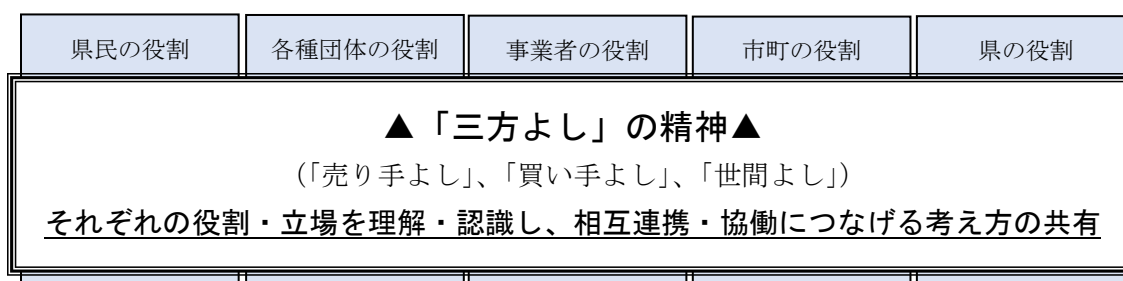 県民の役割 各種団体の役割 事業者の役割 市町の役割 県の役割
▲「三方よし」の精神▲
（「売り手よし」、「買い手よし」、「世間よし」）
それぞれの役割・立場を理解・認識し、相互連携・協働につなげる考え方の共有